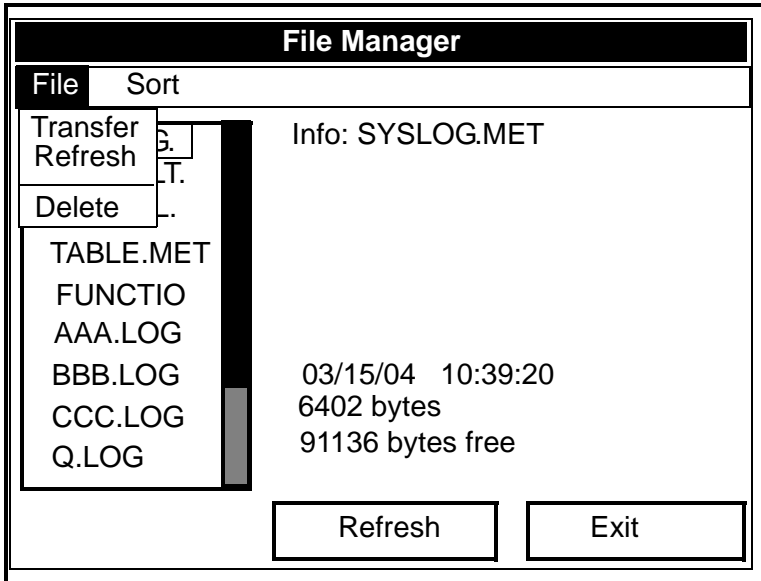 File Manager
File Sort
Transfer
Refresh
Delete
G.
LT.
L.
TABLE.MET
FUNCTIO
AAA.LOG
BBB.LOG
CCC.LOG
Q.LOG
Info: SYSLOG.MET
03/15/04 10:39:20
6402 bytes
91136 bytes free
Refresh
Exit